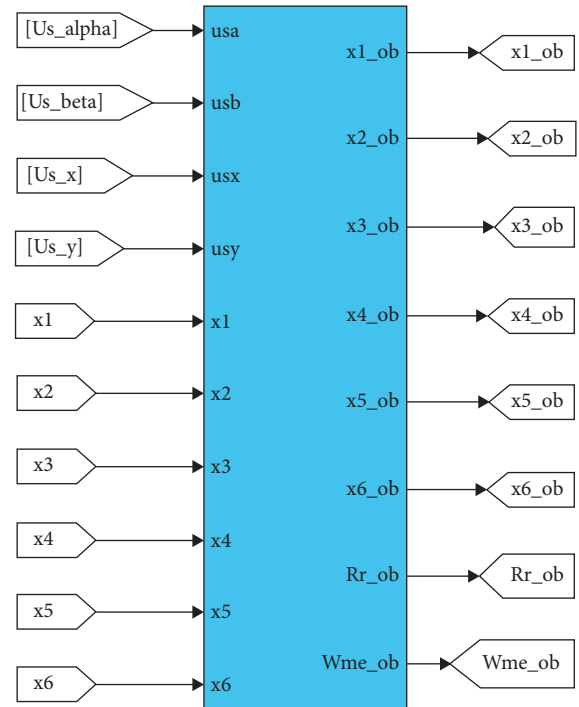 [Us_alpha]
[Us_beta]
[Us_x]
[Us_y]
x1
x2
x3
x4
x5
x6
usa
usb
usx
usy
x1
x2
x3
x4
x5
x6
x1_ob
x2_ob
x3_ob
x4_ob
x5_ob
x6_ob
Rr_ob
Wme_ob
x1_ob
x2_ob
x3_ob
x4_ob
x5_ob
x6_ob
Rr_ob
Wme_ob